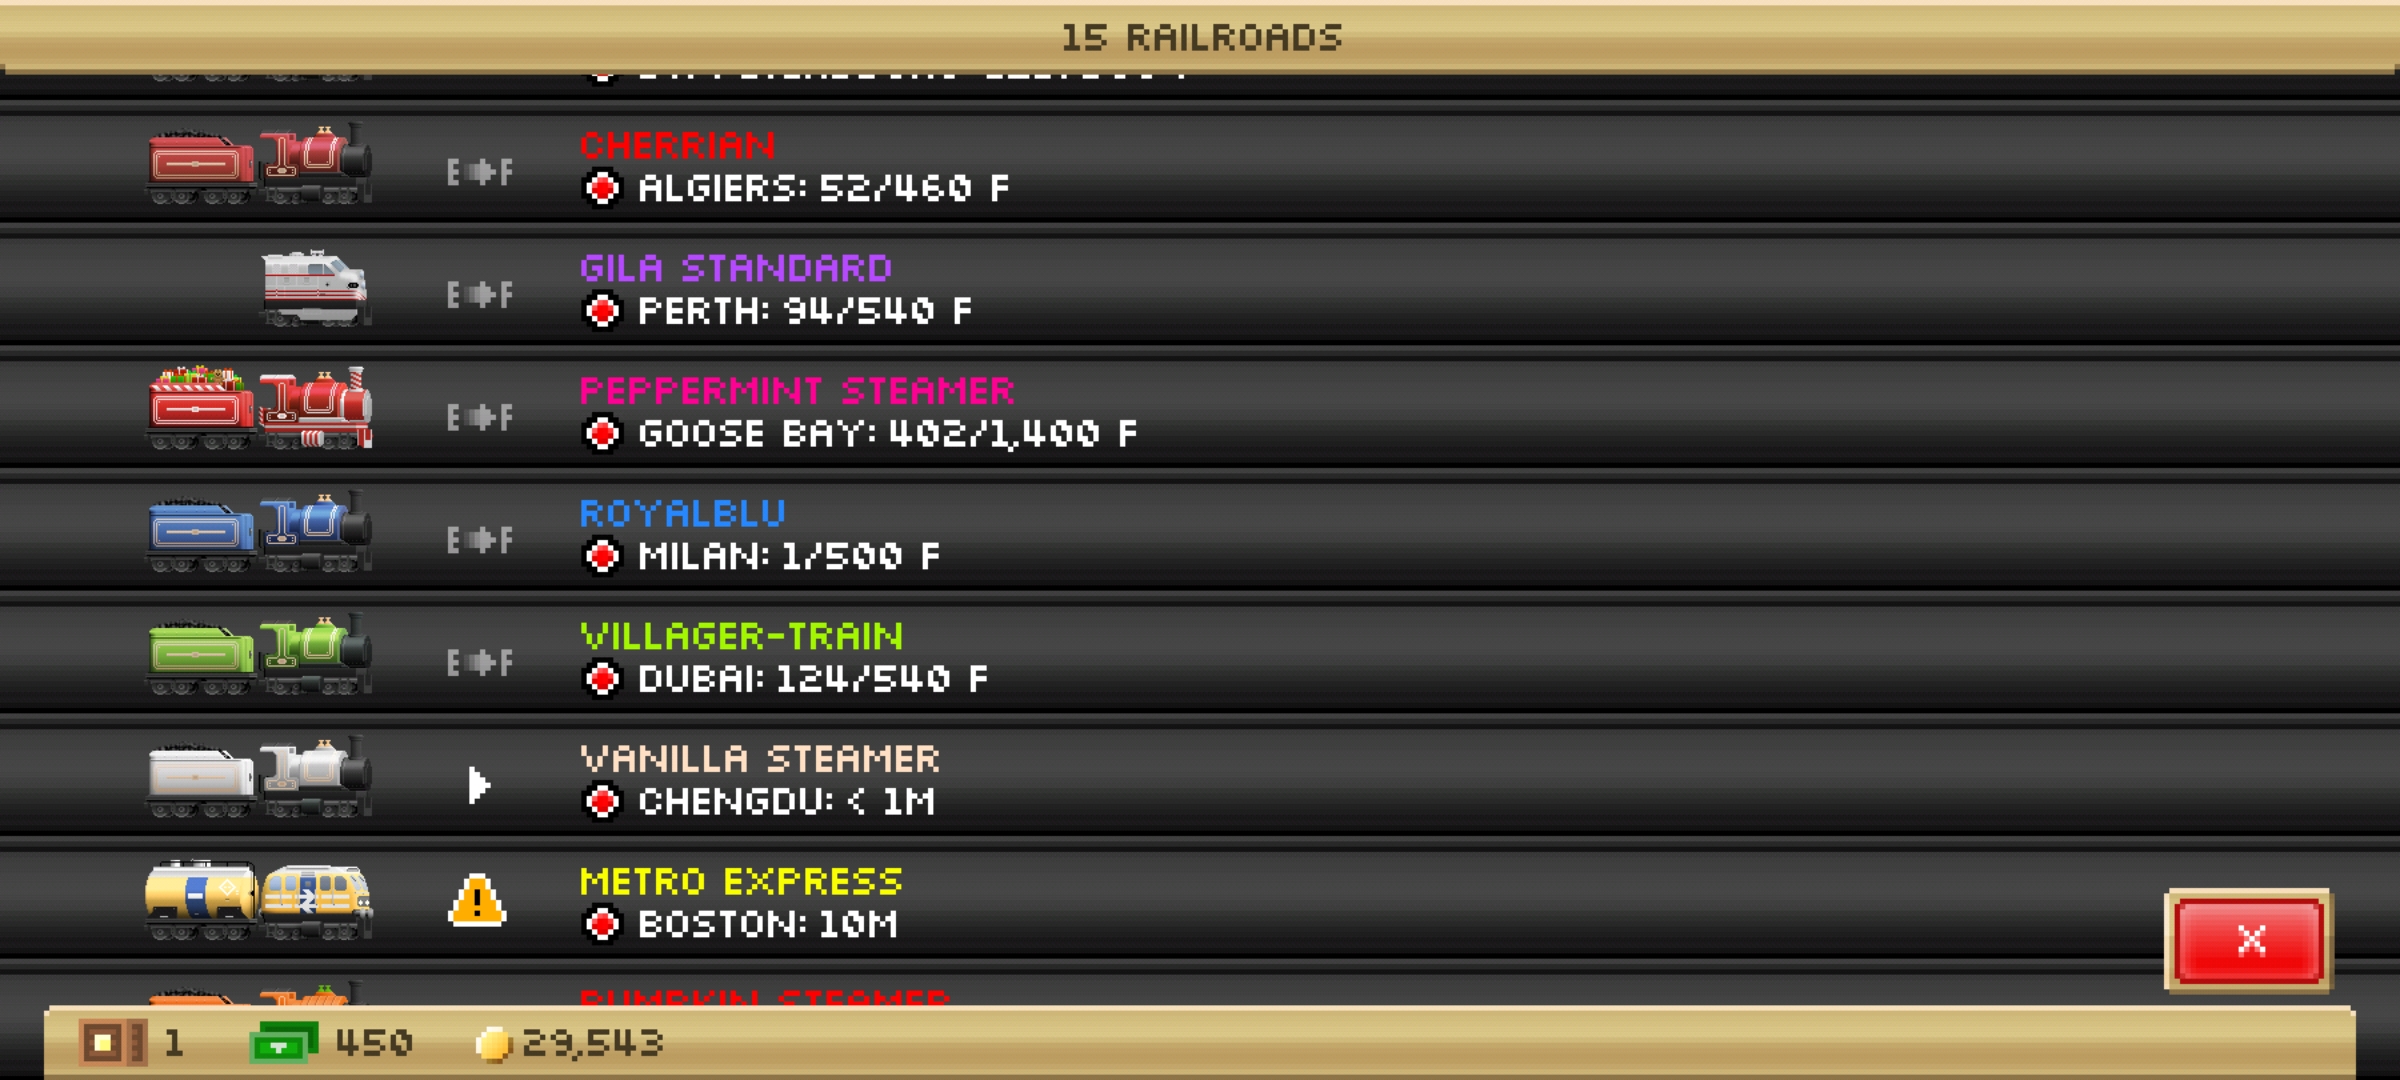 15 RAILROADS
E F
CHERRIAN
ALGIERS: 52/460 F
E F
GILA STANDARD
PERTH: 94/540 F
E F
PEPPERMINT STEAMER
GOOSE BAY: 402/1,400 F
E F
ROYALBLU
MILAN: 1/500 F
E F
VILLAGER-TRAIN
DUBAI: 124/540 F
VANILLA STEAMER
CHENGDU: < 1M
!
METRO EXPRESS
BOSTON: 10M
PUMPKIN STEAMER
X
1
450
29,543